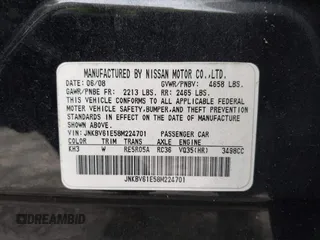 MANUFACTURED BY NISSAN MOTOR CO.,LTD.
DATE: 06/08 GVWR/PNBV: 4658 LBS.
GAWR/PNBE FR: 2213 LBS. RR: 2465 LBS.
THIS VEHICLE CONFORMS TO ALL APPLICABLE FEDERAL
MOTOR VEHICLE SAFETY,BUMPER,AND THEFT PREVENTION
STANDARDS IN EFFECT ON THE DATE OF MANUFACTURE
SHOWN ABOVE.
VIN:JNKBV61E58M224701 PASSENGER CAR
COLOR TRIM TRANS AXLE ENGINE
KH3 W RE5R05A RC36 VQ35(HR) 3498CC
JNKBV61E58M224701
DREAMBID